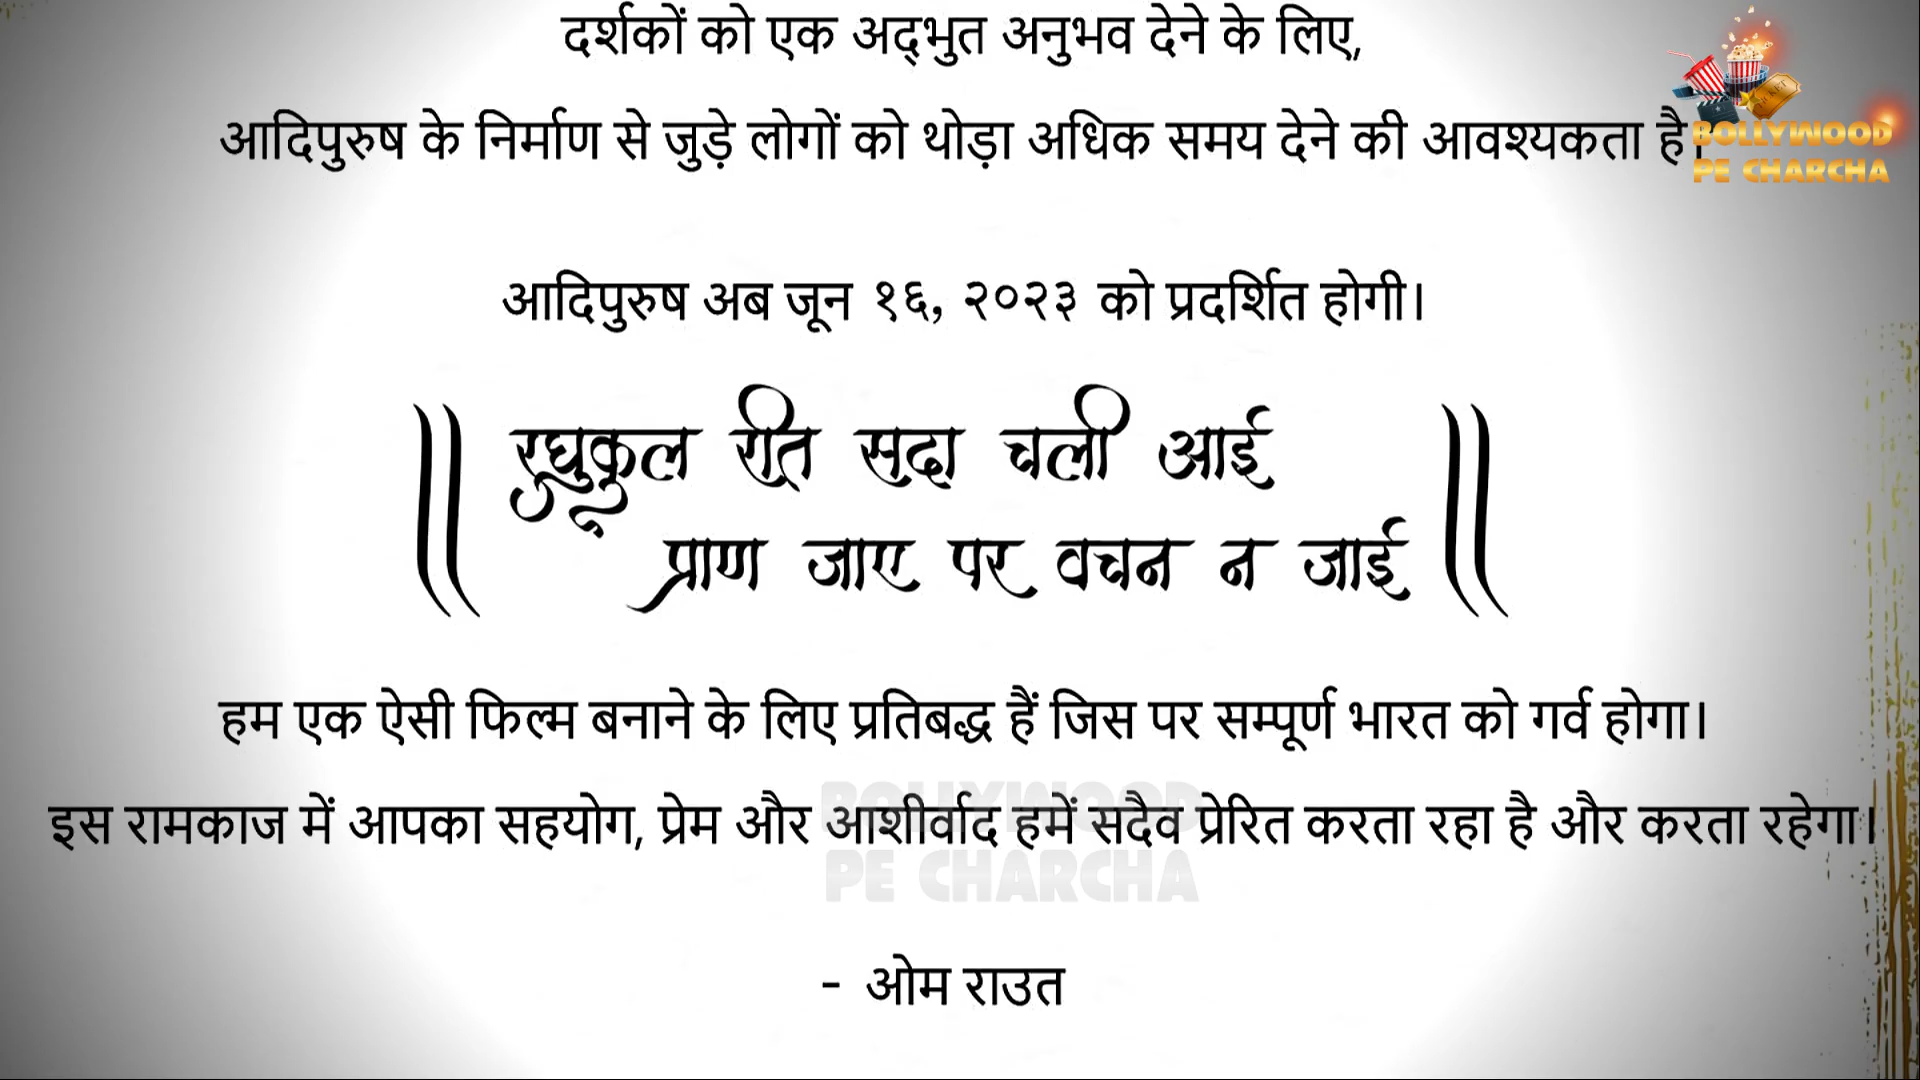 दर्शकों को एक अद्‌भुत अनुभव देने के लिए,
आदिपुरुष के निर्माण से जुड़े लोगों को थोड़ा अधिक समय देने की आवश्यकता है।
BOLLYWOOD
PE CHARCHA
आदिपुरुष अब जून १६, २०२३ को प्रदर्शित होगी।
॥ रघुकुल रीत सदा चली आई
प्राण जाए पर वचन न जाई ॥
हम एक ऐसी फिल्म बनाने के लिए प्रतिबद्ध हैं जिस पर सम्पूर्ण भारत को गर्व होगा।
इस रामकाज में आपका सहयोग, प्रेम और आशीर्वाद हमें सदैव प्रेरित करता रहा है और करता रहेगा।
BOLLYWOOD
PE CHARCHA
- ओम राउत